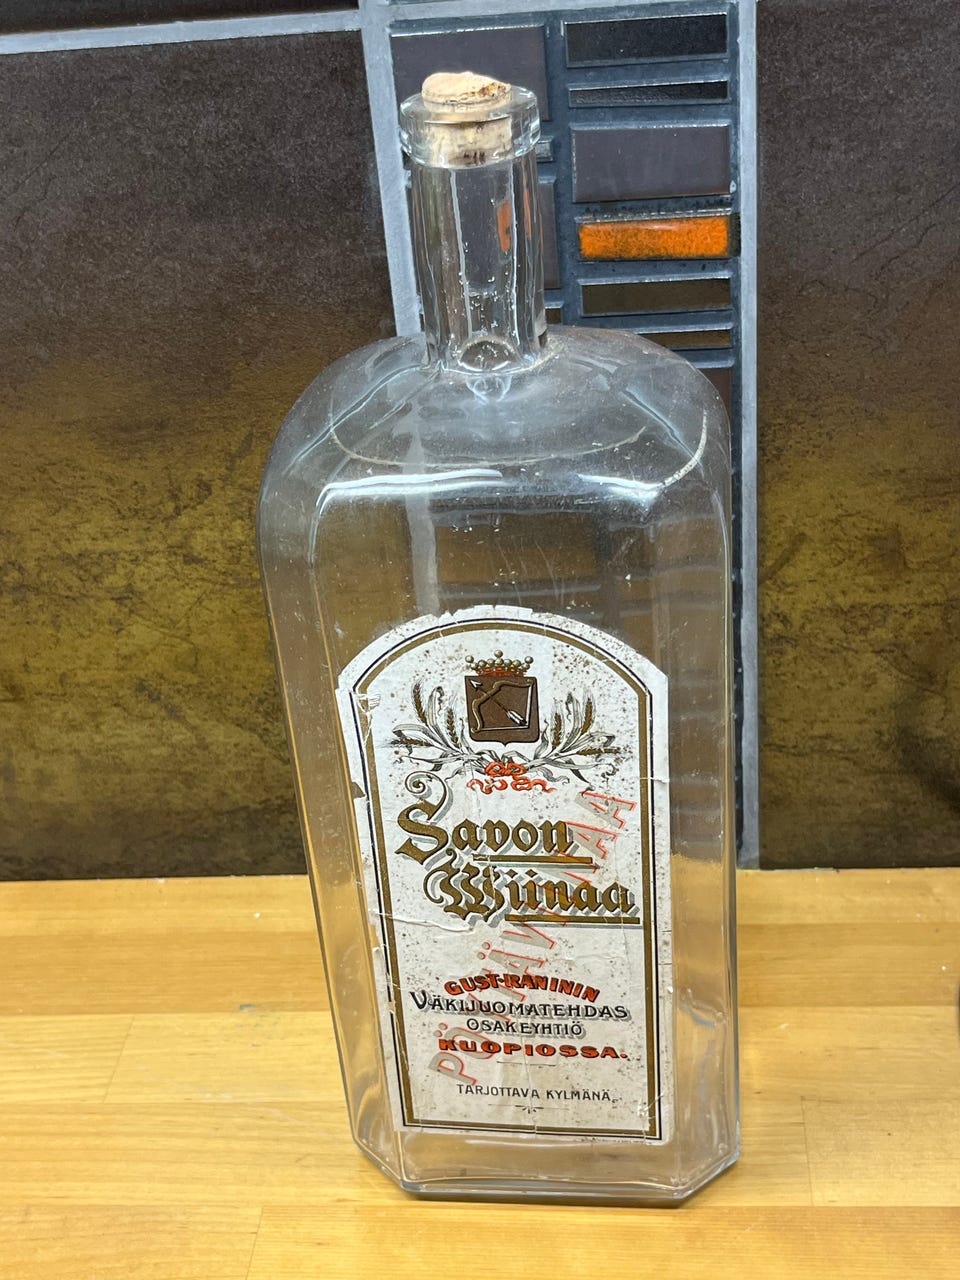 Savon
Wiinaa
GUST·RANININ
VÄKIJUOMATEHDAS
OSAKEYHTIÖ
KUOPIOSSA.
TARJOTTAVA KYLMÄNÄ.